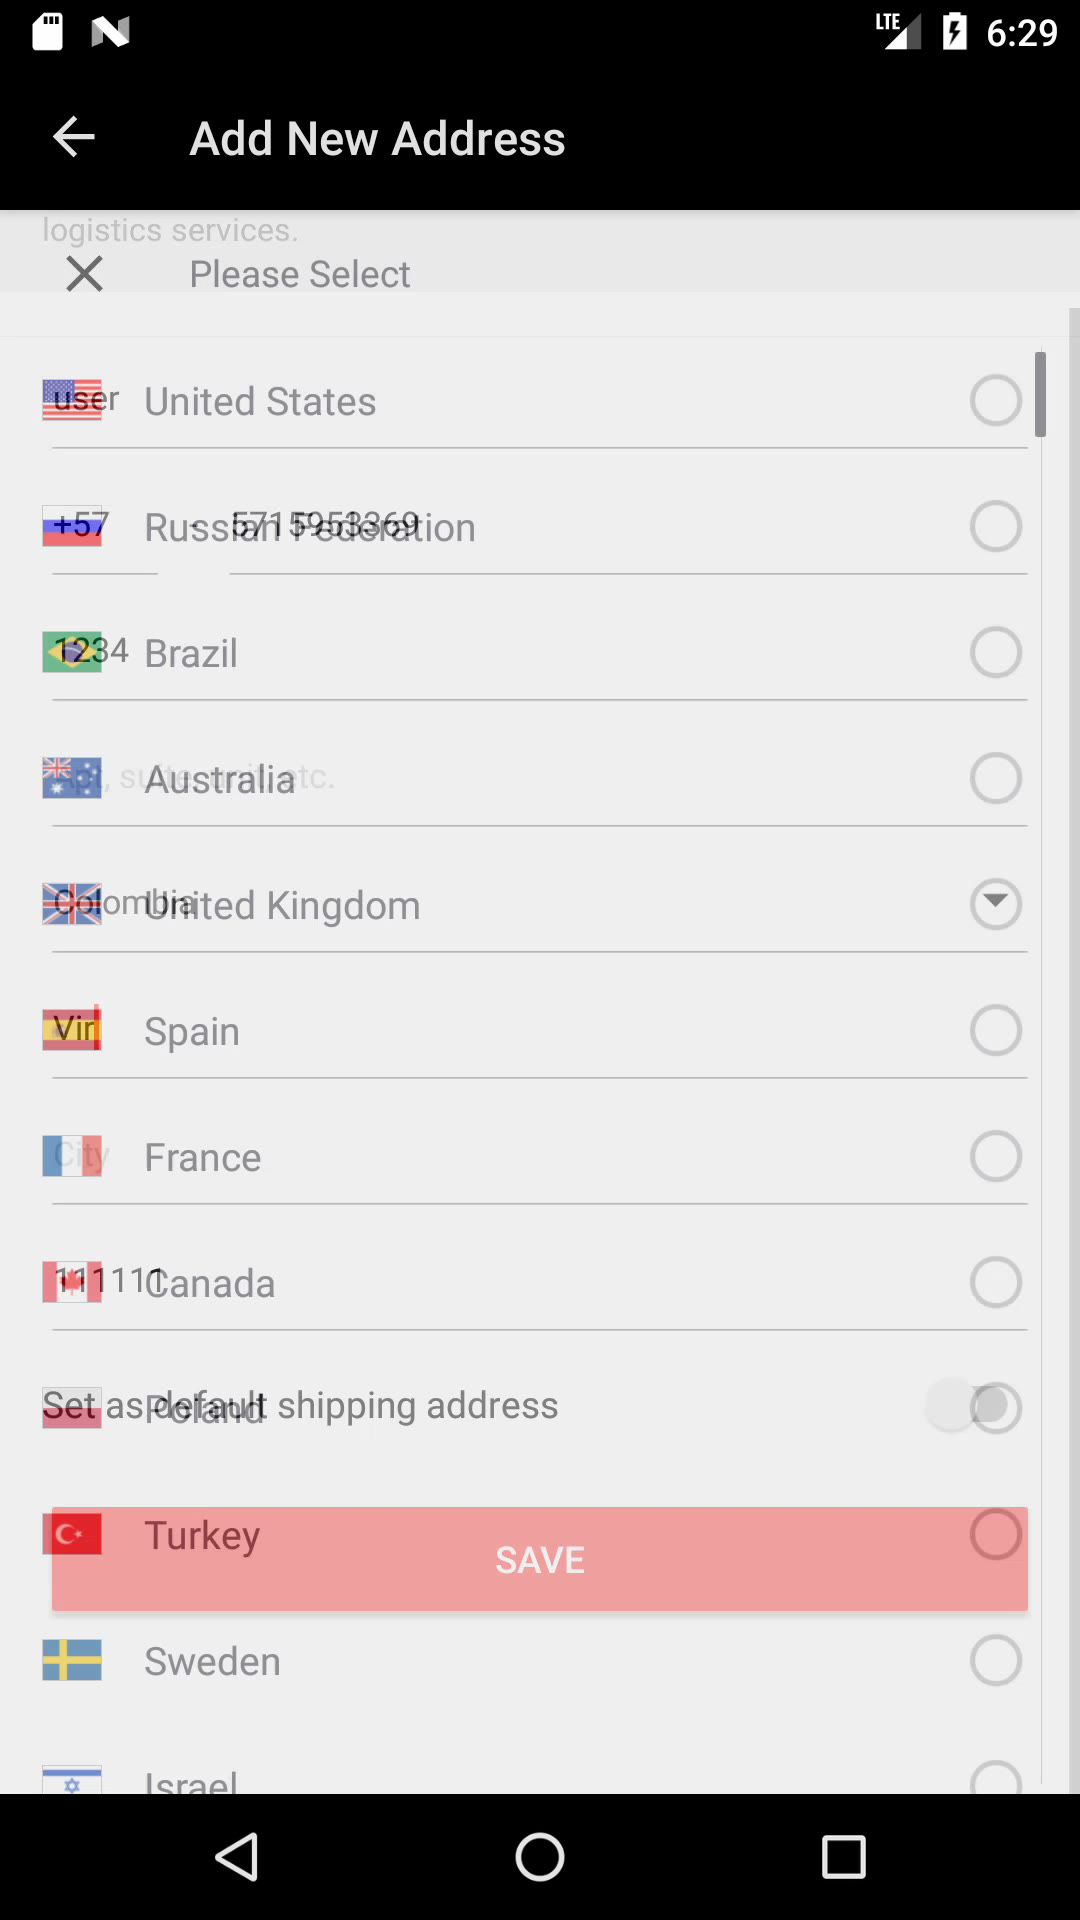 LTE 6:29
Add New Address
logistics services.
Please Select
user United States
+57 - 5715953369 Russian Federation
1234 Brazil
Apt, suite, unit, etc. Australia
Colombia United Kingdom
Vir Spain
City France
111111 Canada
Set as default shipping address Poland
Turkey
SAVE
Sweden
Israel